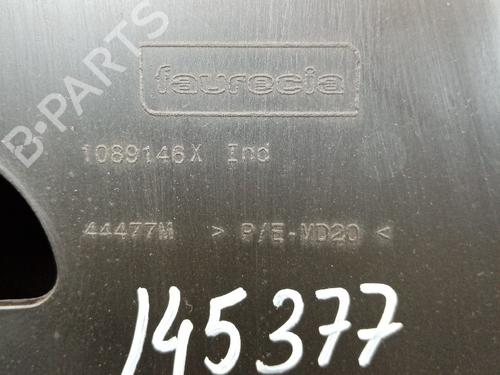 B-PARTS
faurecia
1089146X Ind
44477M > P/E-MD20 <
145377